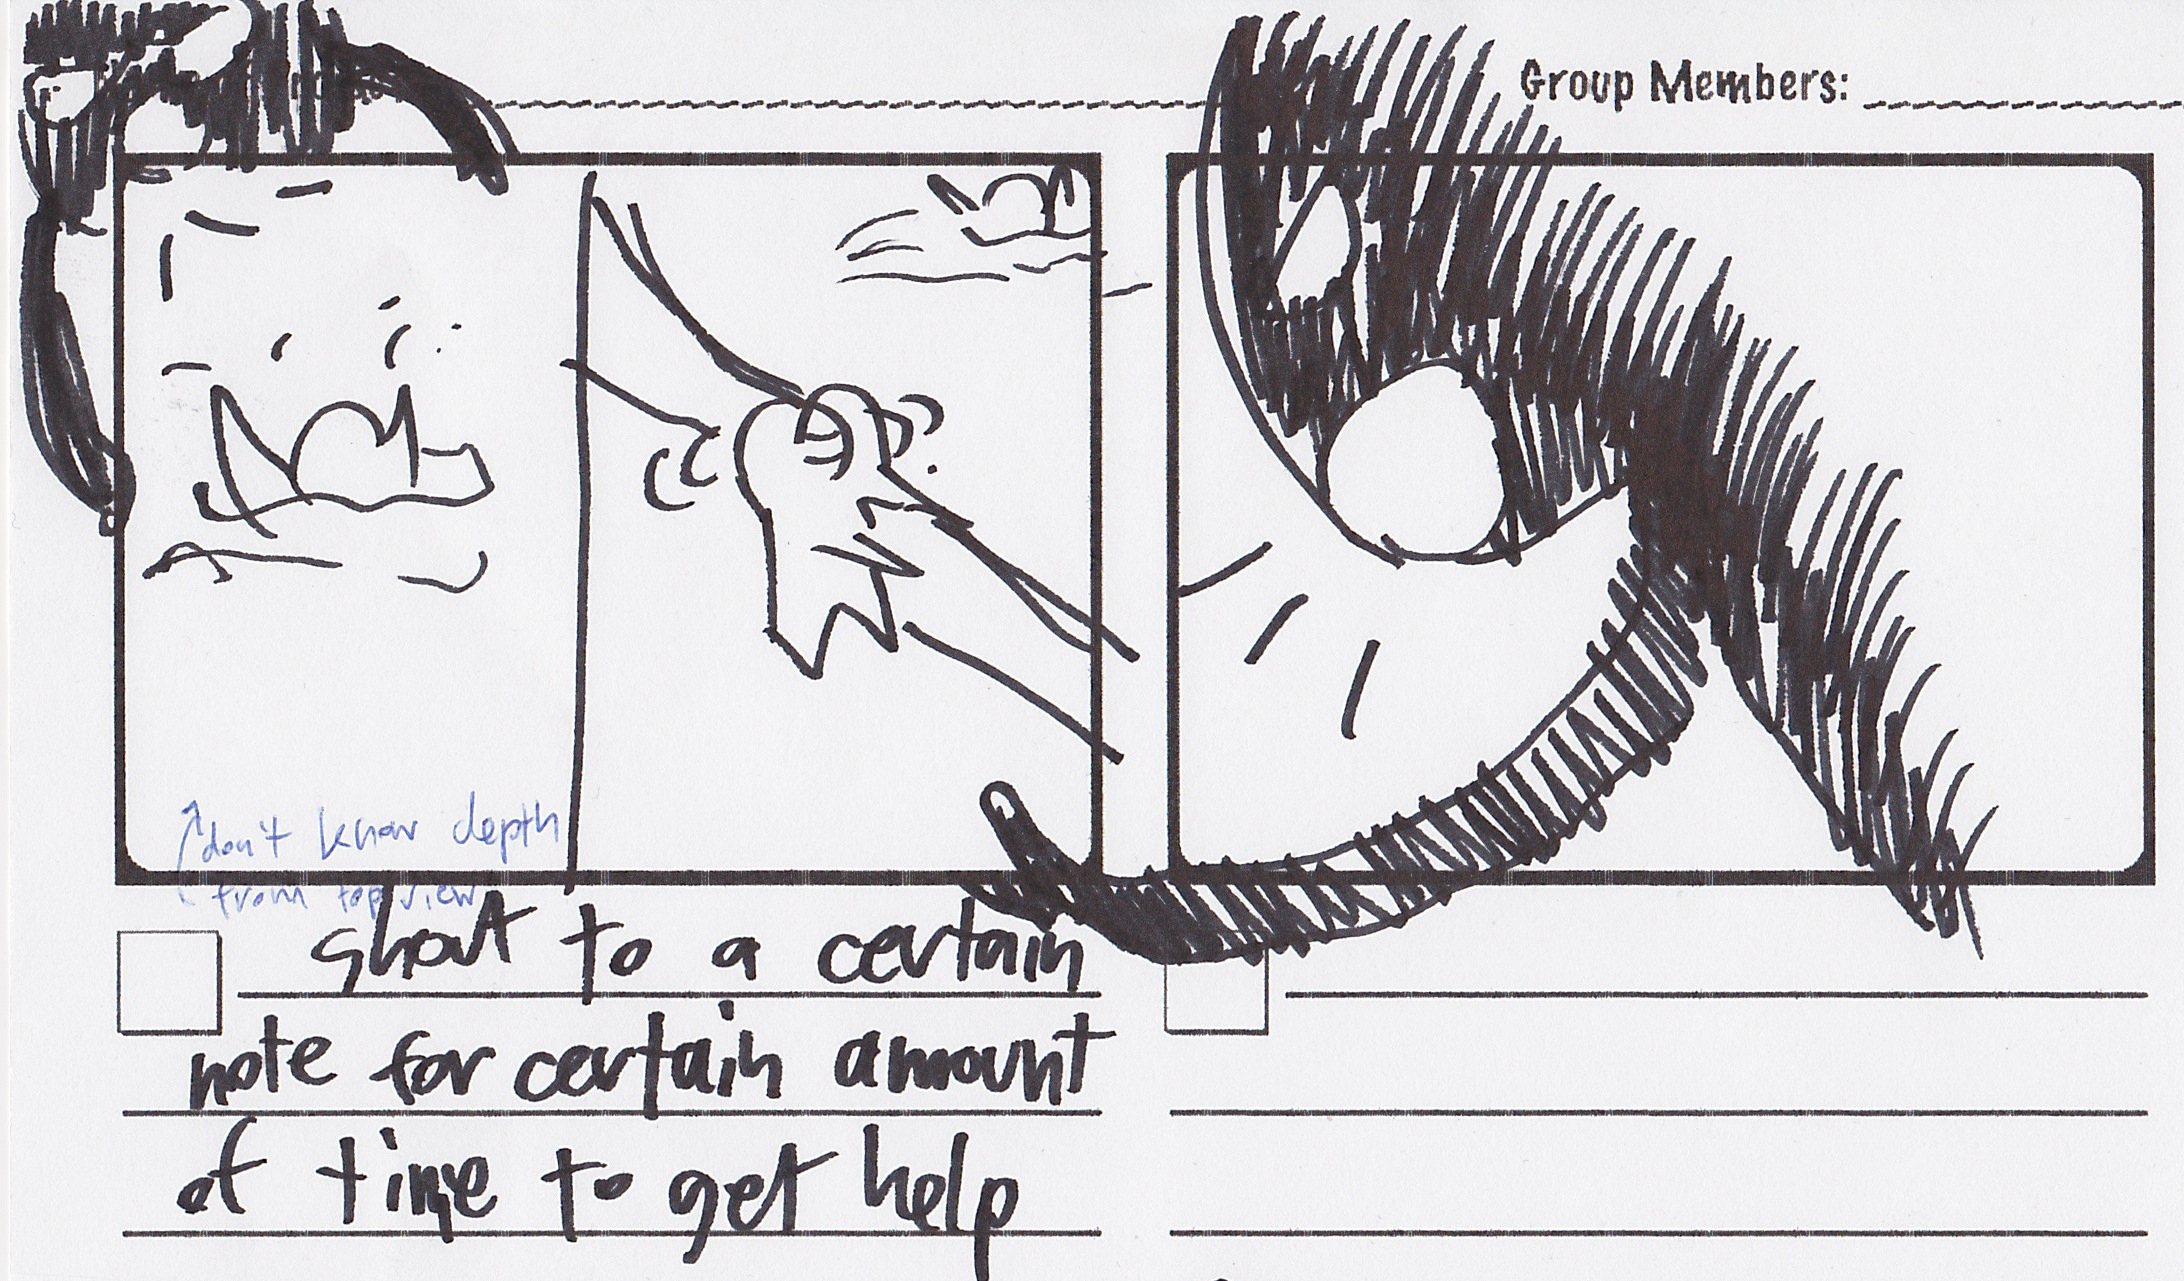 Group Members:
don't know depth
from top view
shout to a certain
note for certain amount
of time to get help